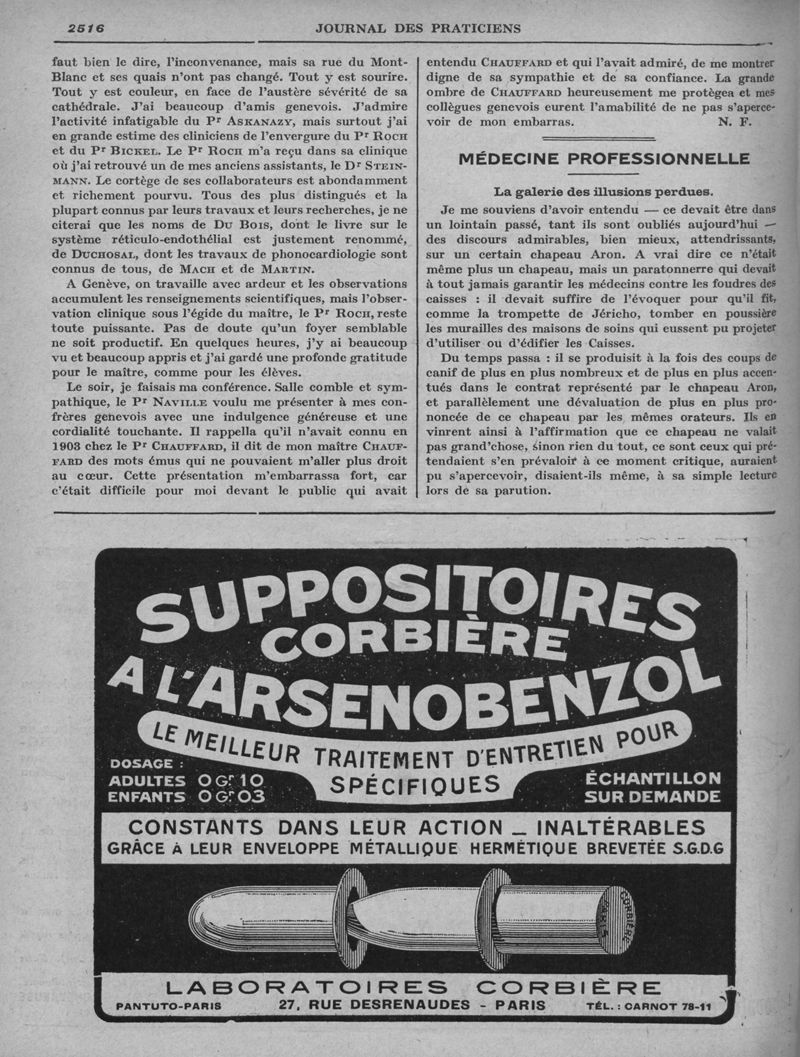 2516
JOURNAL DES PRATICIENS
faut bien le dire, l'inconvenance, mais sa rue du Mont-
Blanc et ses quais n'ont pas changé. Tout y est sourire.
Tout y est couleur, en face de l'austère sévérité de sa
cathédrale. J'ai beaucoup d'amis genevois. J'admire
l'activité infatigable du Pr ASKANAZY, mais surtout j'ai
en grande estime des cliniciens de l'envergure du Pr ROCH
et du Pr BICKEL. Le Pr ROCH m'a reçu dans sa clinique
où j'ai retrouvé un de mes anciens assistants, le Dr STEIN-
MANN. Le cortège de ses collaborateurs est abondamment
et richement pourvu. Tous des plus distingués et la
plupart connus par leurs travaux et leurs recherches, je ne
citerai que les noms de DU BOIS, dont le livre sur le
système réticulo-endothélial est justement renommé,
de DUCHOSAL, dont les travaux de phonocardiologie sont
connus de tous, de MACH et de MARTIN.
A Genève, on travaille avec ardeur et les observations
accumulent les renseignements scientifiques, mais l'obser-
vation clinique sous l'égide du maître, le Pr ROCH, reste
toute puissante. Pas de doute qu'un foyer semblable
ne soit productif. En quelques heures, j'y ai beaucoup
vu et beaucoup appris et j'ai gardé une profonde gratitude
pour le maître, comme pour les élèves.
Le soir, je faisais ma conférence. Salle comble et sym-
pathique, le Pr NAVILLE voulu me présenter à mes con-
frères genevois avec une indulgence généreuse et une
cordialité touchante. Il rappella qu'il n'avait connu en
1903 chez le Pr CHAUFFARD, il dit de mon maître CHAUF-
FARD des mots émus qui ne pouvaient m'aller plus droit
au cœur. Cette présentation m'embarrassa fort, car
c'était difficile pour moi devant le public qui avait
entendu CHAUFFARD et qui l'avait admiré, de me montrer
digne de sa sympathie et de sa confiance. La grande
ombre de CHAUFFARD heureusement me protégea et mes
collègues genevois eurent l'amabilité de ne pas s'aperce-
voir de mon embarras. N. F.
MÉDECINE PROFESSIONNELLE
La galerie des illusions perdues.
Je me souviens d'avoir entendu — ce devait être dans
un lointain passé, tant ils sont oubliés aujourd'hui —
des discours admirables, bien mieux, attendrissants,
sur un certain chapeau Aron. A vrai dire ce n'était
même plus un chapeau, mais un paratonnerre qui devait
à tout jamais garantir les médecins contre les foudres des
caisses : il devait suffire de l'évoquer pour qu'il fit,
comme la trompette de Jéricho, tomber en poussière
les murailles des maisons de soins qui eussent pu projeter
d'utiliser ou d'édifier les Caisses.
Du temps passa : il se produisit à la fois des coups de
canif de plus en plus nombreux et de plus en plus accen-
tués dans le contrat représenté par le chapeau Aron,
et parallèlement une dévaluation de plus en plus pro-
noncée de ce chapeau par les mêmes orateurs. Ils en
vinrent ainsi à l'affirmation que ce chapeau ne valait
pas grand'chose, sinon rien du tout, ce sont ceux qui pré-
tendaient s'en prévaloir à ce moment critique, auraient
pu s'apercevoir, disaient-ils même, à sa simple lecture
lors de sa parution.
SUPPOSITOIRES
CORBIÈRE
A L'ARSENOBENZOL
LE MEILLEUR TRAITEMENT D'ENTRETIEN POUR
SPÉCIFIQUES
DOSAGE :
ADULTES 0 Gr 10
ENFANTS 0 Gr 03
ÉCHANTILLON
SUR DEMANDE
CONSTANTS DANS LEUR ACTION _ INALTÉRABLES
GRÂCE A LEUR ENVELOPPE MÉTALLIQUE HERMÉTIQUE BREVETÉE S.G.D.G
CORBIÈRE
LABORATOIRES CORBIÈRE
PANTUTO-PARIS
27, RUE DESRENAUDES - PARIS
TÉL. : CARNOT 78-11